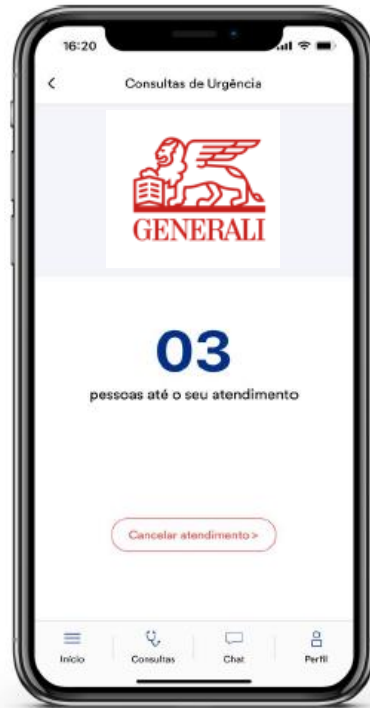 16:20
Consultas de Urgência
GENERALI
03
pessoas até o seu atendimento
Cancelar atendimento >
Início
Consultas
Chat
Perfil